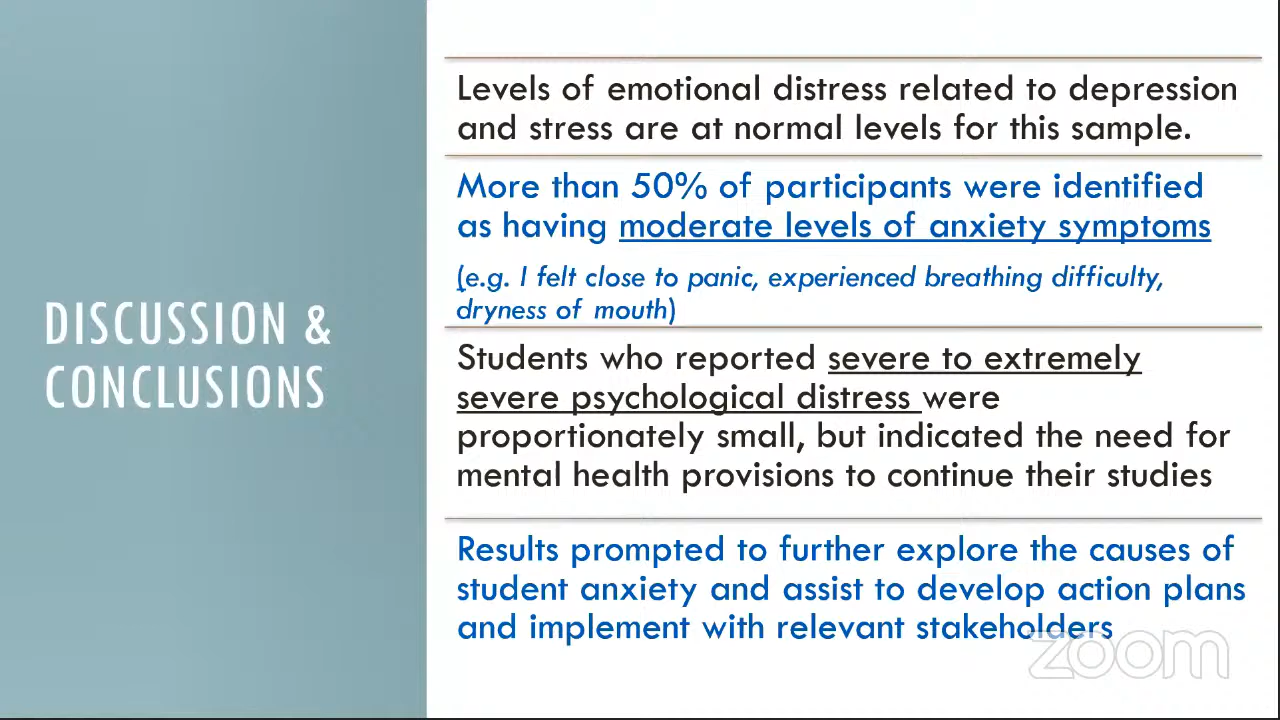 DISCUSSION &
CONCLUSIONS
Levels of emotional distress related to depression
and stress are at normal levels for this sample.
More than 50% of participants were identified
as having moderate levels of anxiety symptoms
(e.g. I felt close to panic, experienced breathing difficulty,
dryness of mouth)
Students who reported severe to extremely
severe psychological distress were
proportionately small, but indicated the need for
mental health provisions to continue their studies
Results prompted to further explore the causes of
student anxiety and assist to develop action plans
and implement with relevant stakeholders
zoom